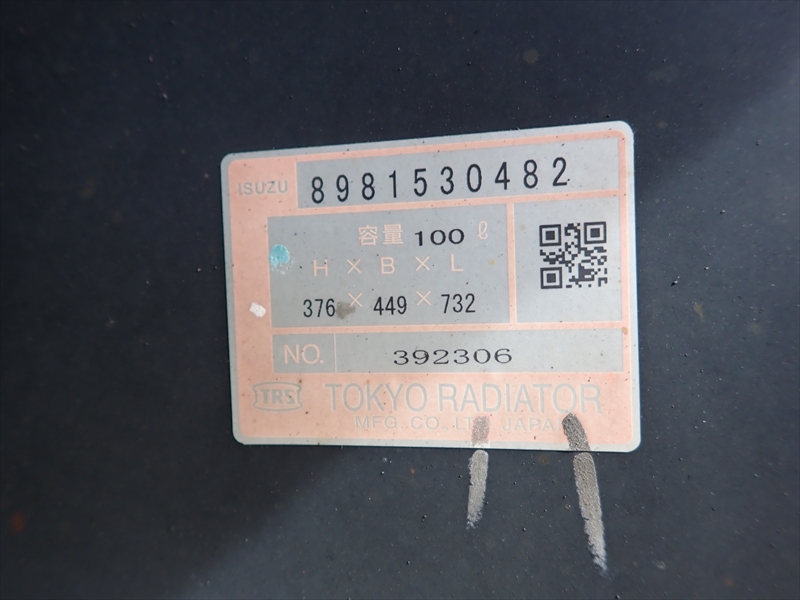 ISUZU 8981530482
容量 100 ℓ
H × B × L
376 × 449 × 732
NO. 392306
TRS TOKYO RADIATOR
MFG. CO., LTD. JAPAN